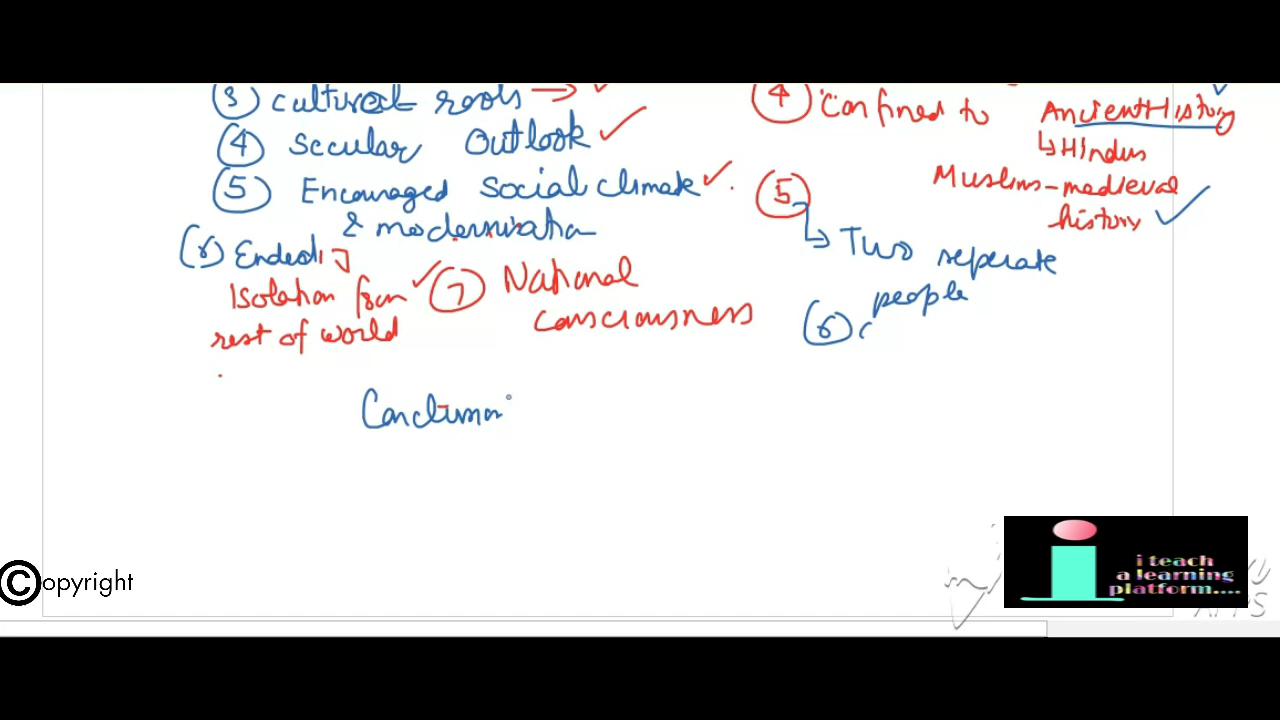 ③ cultural roots →
④ Secular Outlook ✓
⑤ Encouraged social climate ✓.
& modernization
(6) Ended
Isolation from ✓
rest of world
⑦ National
consciousness
④ Confined to Ancient History
↳ Hindus
Muslims - medieval
history ✓
⑤
↳ Two seperate
people
⑥
Conclusion
©opyright
i teach
a learning
platform....